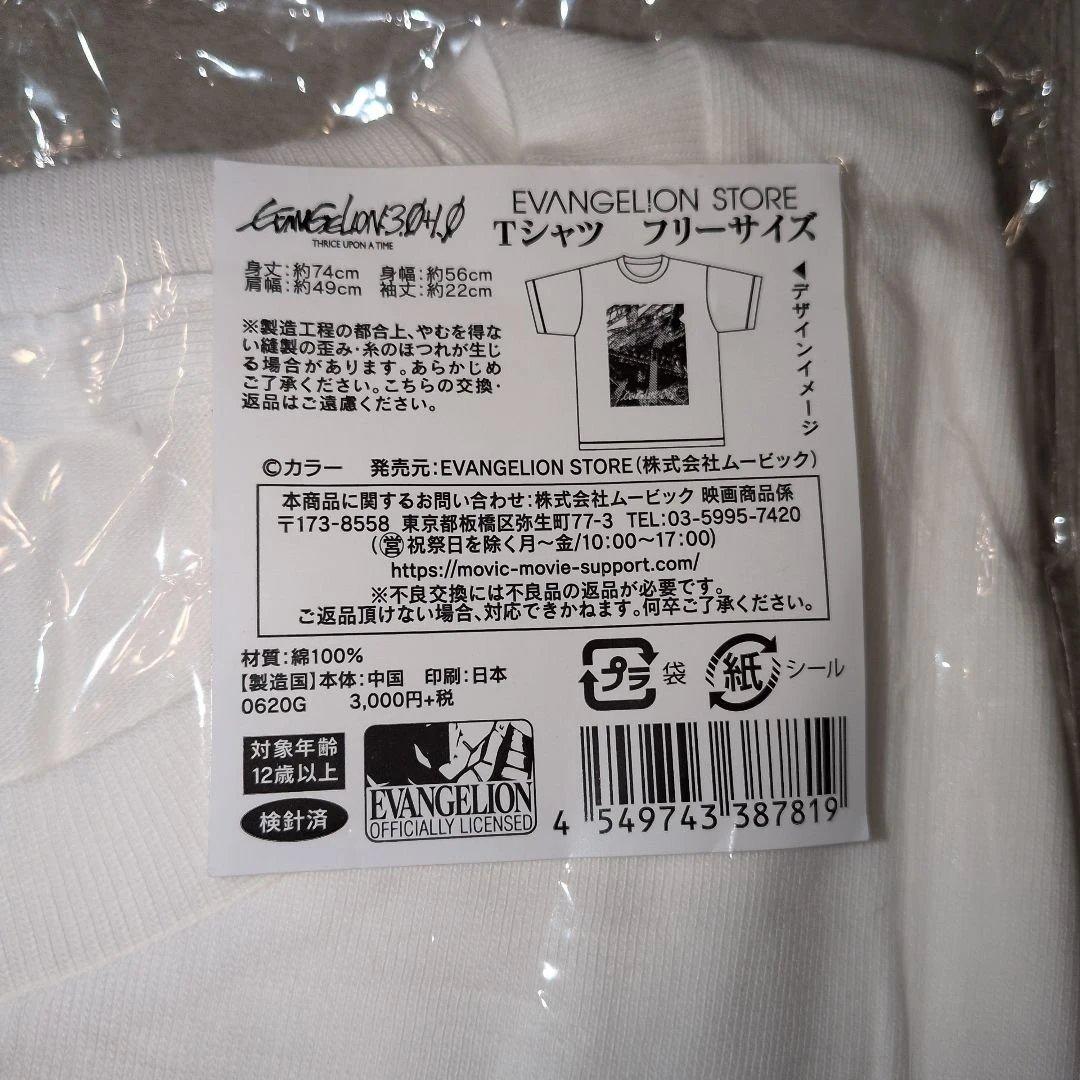 EVANGELION3.0+1.0
THRICE UPON A TIME
EVANGELION STORE
Tシャツ フリーサイズ
身丈:約74cm 身幅:約56cm
肩幅:約49cm 袖丈:約22cm
※製造工程の都合上、やむを得な
い縫製の歪み・糸のほつれが生じ
る場合があります。あらかじめ
ご了承ください。こちらの交換・
返品はご遠慮ください。
◀デザインイメージ
©カラー 発売元:EVANGELION STORE(株式会社ムービック)
本商品に関するお問い合わせ:株式会社ムービック 映画商品係
〒173-8558 東京都板橋区弥生町77-3 TEL:03-5995-7420
(㊡祝祭日を除く月~金/10:00~17:00)
https://movic-movie-support.com/
※不良交換には不良品の返品が必要です。
ご返品頂けない場合、対応できかねます。何卒ご了承ください。
材質:綿100%
【製造国】本体:中国 印刷:日本
0620G 3,000円+税
プラ 袋
紙 シール
対象年齢
12歳以上
検針済
EVANGELION
OFFICIALLY LICENSED
4 549743 387819